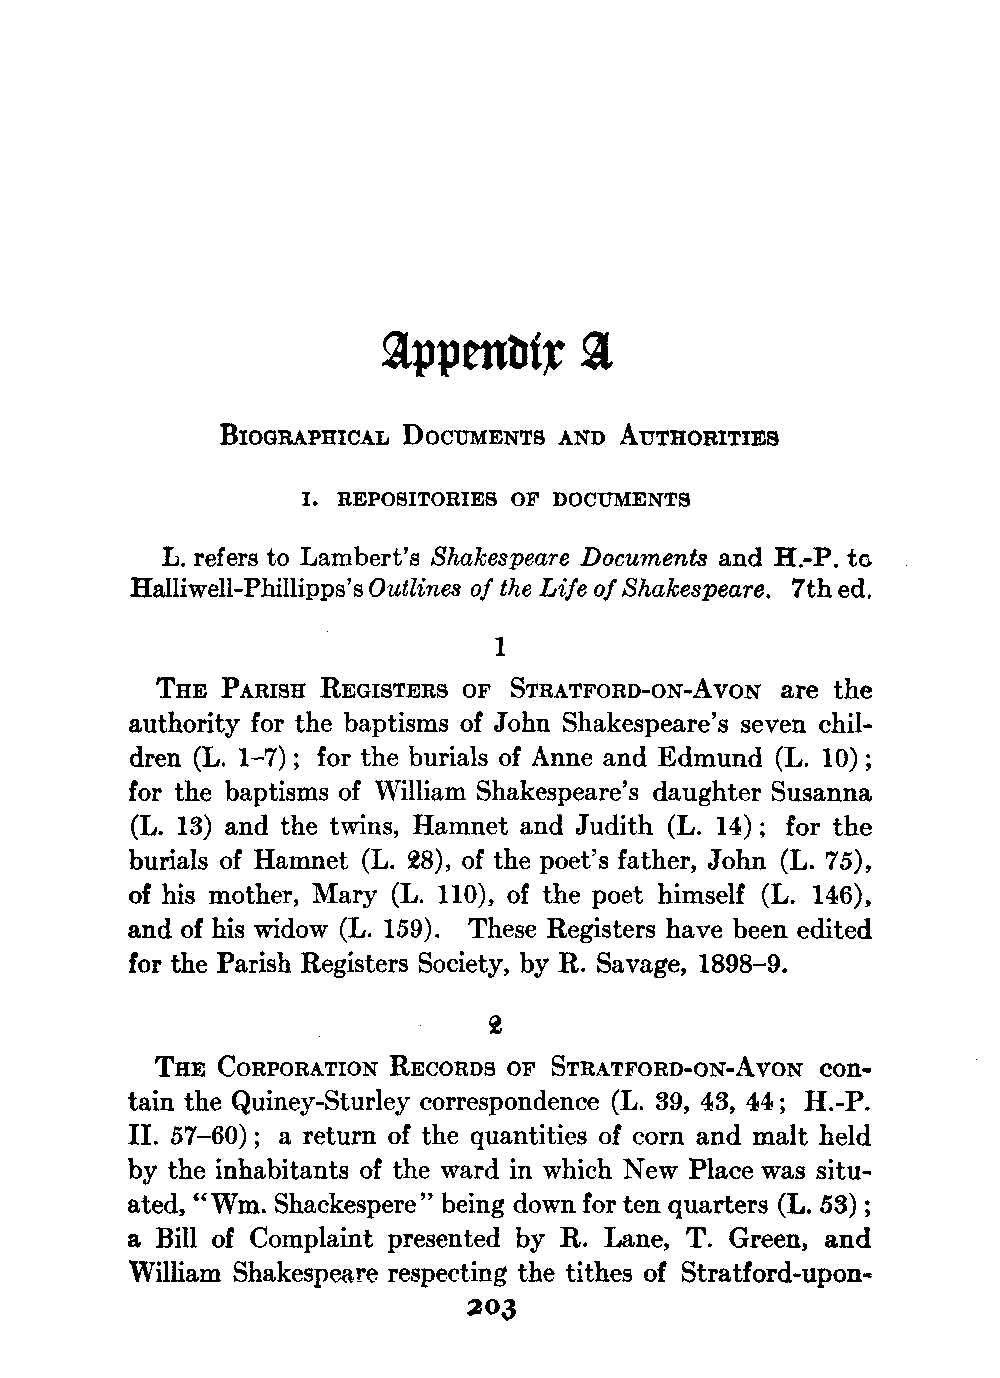 Appendix A
BIOGRAPHICAL DOCUMENTS AND AUTHORITIES
I. REPOSITORIES OF DOCUMENTS
L. refers to Lambert's Shakespeare Documents and H.-P. to
Halliwell-Phillipps's Outlines of the Life of Shakespeare. 7th ed.
1
THE PARISH REGISTERS OF STRATFORD-ON-AVON are the
authority for the baptisms of John Shakespeare's seven chil-
dren (L. 1-7); for the burials of Anne and Edmund (L. 10);
for the baptisms of William Shakespeare's daughter Susanna
(L. 13) and the twins, Hamnet and Judith (L. 14); for the
burials of Hamnet (L. 28), of the poet's father, John (L. 75),
of his mother, Mary (L. 110), of the poet himself (L. 146),
and of his widow (L. 159). These Registers have been edited
for the Parish Registers Society, by R. Savage, 1898-9.
2
THE CORPORATION RECORDS OF STRATFORD-ON-AVON con-
tain the Quiney-Sturley correspondence (L. 39, 43, 44; H.-P.
II. 57-60); a return of the quantities of corn and malt held
by the inhabitants of the ward in which New Place was situ-
ated, "Wm. Shackespere" being down for ten quarters (L. 53);
a Bill of Complaint presented by R. Lane, T. Green, and
William Shakespeare respecting the tithes of Stratford-upon-
203